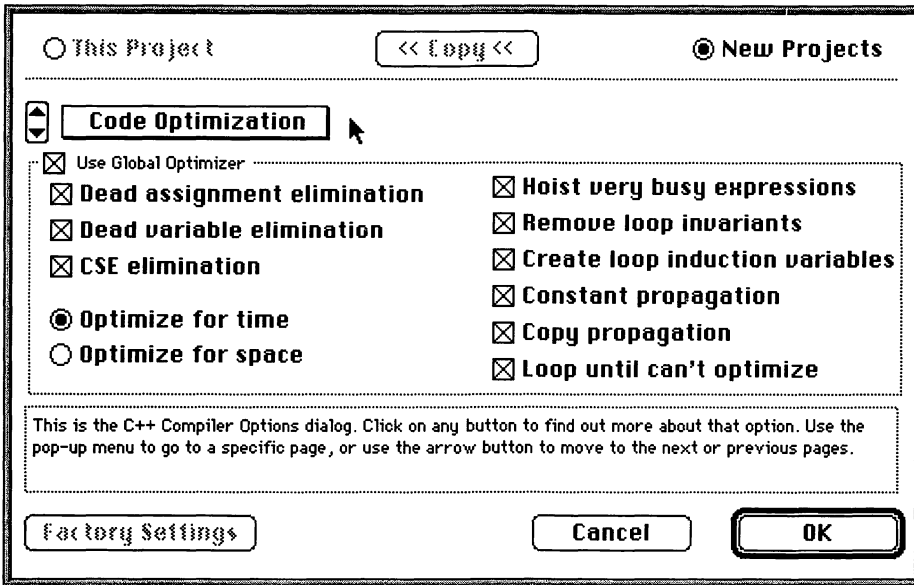 This Project
<< Copy <<
New Projects
Code Optimization
Use Global Optimizer
Dead assignment elimination
Dead variable elimination
CSE elimination
Optimize for time
Optimize for space
Hoist very busy expressions
Remove loop invariants
Create loop induction variables
Constant propagation
Copy propagation
Loop until can't optimize
This is the C++ Compiler Options dialog. Click on any button to find out more about that option. Use the
pop-up menu to go to a specific page, or use the arrow button to move to the next or previous pages.
Factory Settings
Cancel
OK